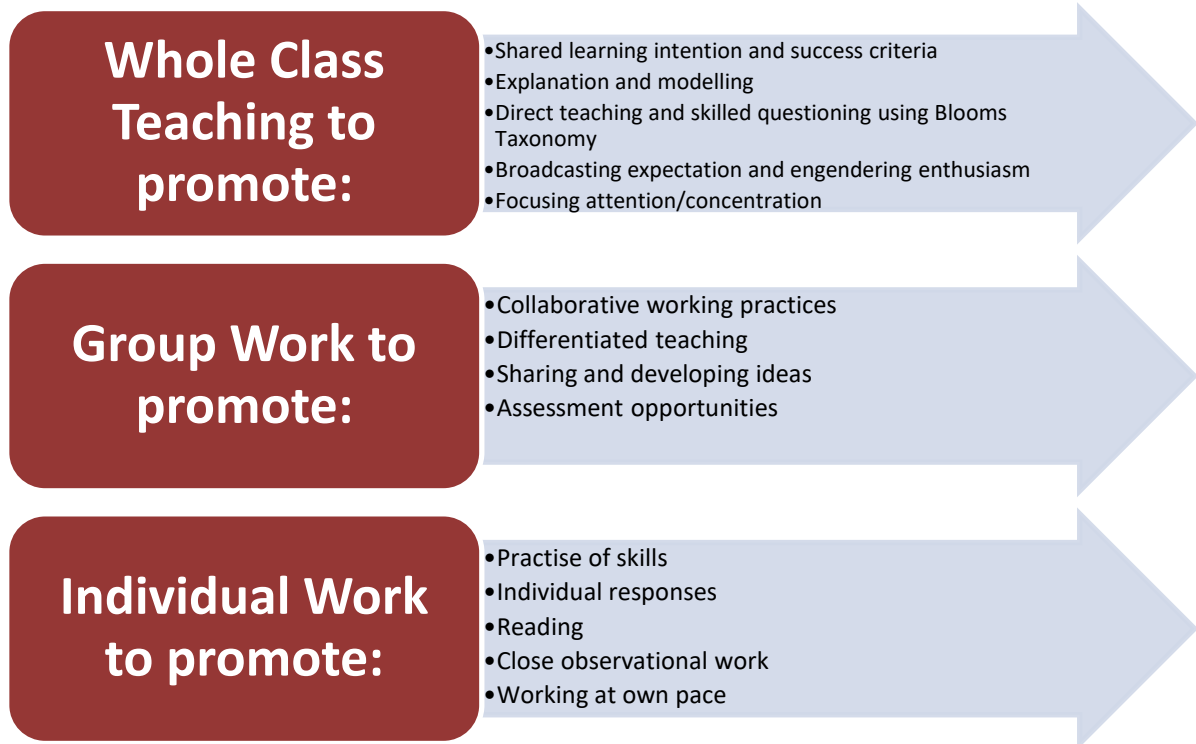 Whole Class
Teaching to
promote:
•Shared learning intention and success criteria
•Explanation and modelling
•Direct teaching and skilled questioning using Blooms
Taxonomy
•Broadcasting expectation and engendering enthusiasm
•Focusing attention/concentration
Group Work to
promote:
•Collaborative working practices
•Differentiated teaching
•Sharing and developing ideas
•Assessment opportunities
Individual Work
to promote:
•Practise of skills
•Individual responses
•Reading
•Close observational work
•Working at own pace